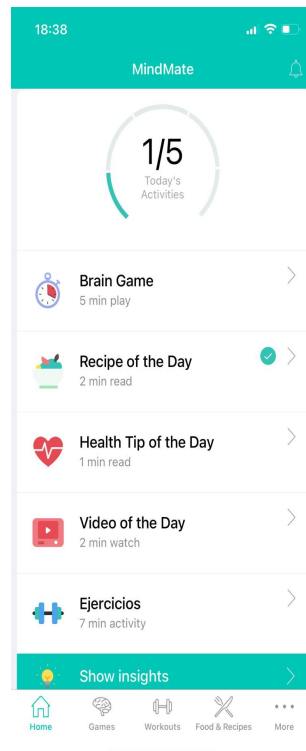 18:38
MindMate
1/5
Today's
Activities
Brain Game
5 min play
Recipe of the Day
2 min read
Health Tip of the Day
1 min read
Video of the Day
2 min watch
Ejercicios
7 min activity
Show insights
Home
Games
Workouts
Food & Recipes
More